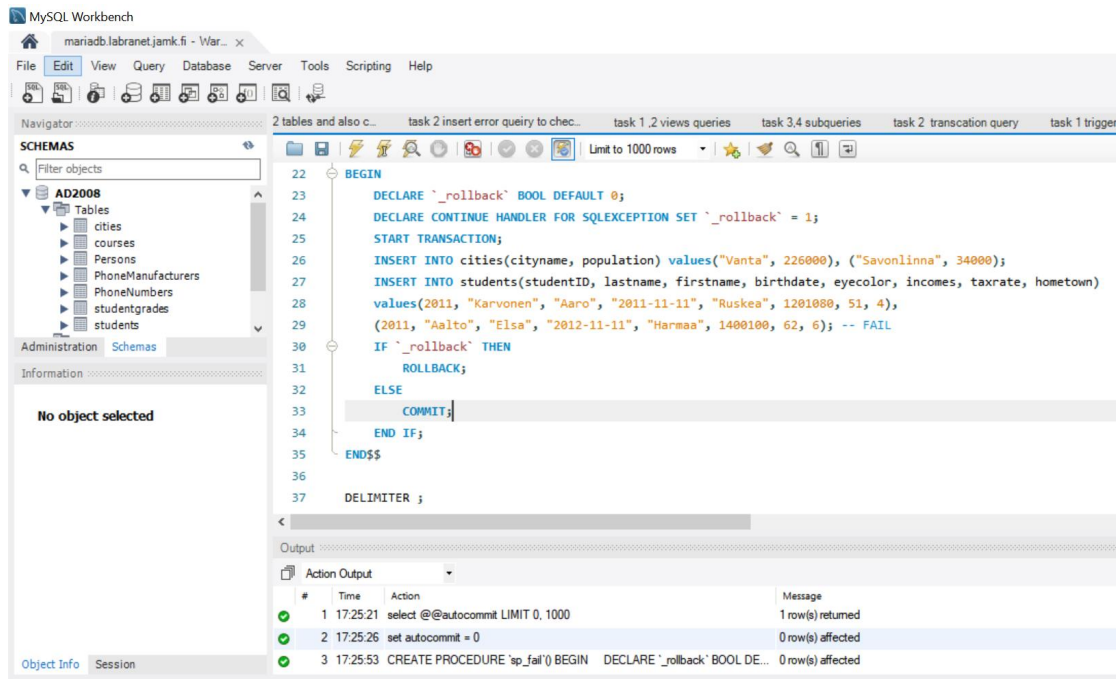 MySQL Workbench
mariadb.labranet.jamk.fi - War... ×
File Edit View Query Database Server Tools Scripting Help
Navigator
SCHEMAS
Filter objects
AD2008
Tables
cities
courses
Persons
PhoneManufacturers
PhoneNumbers
studentgrades
students
Administration Schemas
Information
No object selected
Object Info Session
2 tables and also c... task 2 insert error queiry to chec... task 1 ,2 views queries task 3,4 subqueries task 2 transcation query task 1 trigger
Limit to 1000 rows
22 BEGIN
23 DECLARE `_rollback` BOOL DEFAULT 0;
24 DECLARE CONTINUE HANDLER FOR SQLEXCEPTION SET `_rollback` = 1;
25 START TRANSACTION;
26 INSERT INTO cities(cityname, population) values("Vanta", 226000), ("Savonlinna", 34000);
27 INSERT INTO students(studentID, lastname, firstname, birthdate, eyecolor, incomes, taxrate, hometown)
28 values(2011, "Karvonen", "Aaro", "2011-11-11", "Ruskea", 1201080, 51, 4),
29 (2011, "Aalto", "Elsa", "2012-11-11", "Harmaa", 1400100, 62, 6); -- FAIL
30 IF `_rollback` THEN
31 ROLLBACK;
32 ELSE
33 COMMIT;
34 END IF;
35 END$$
36
37 DELIMITER ;
Output
Action Output
# Time Action Message
1 17:25:21 select @@autocommit LIMIT 0, 1000 1 row(s) returned
2 17:25:26 set autocommit = 0 0 row(s) affected
3 17:25:53 CREATE PROCEDURE `sp_fail`() BEGIN DECLARE `_rollback` BOOL DE... 0 row(s) affected